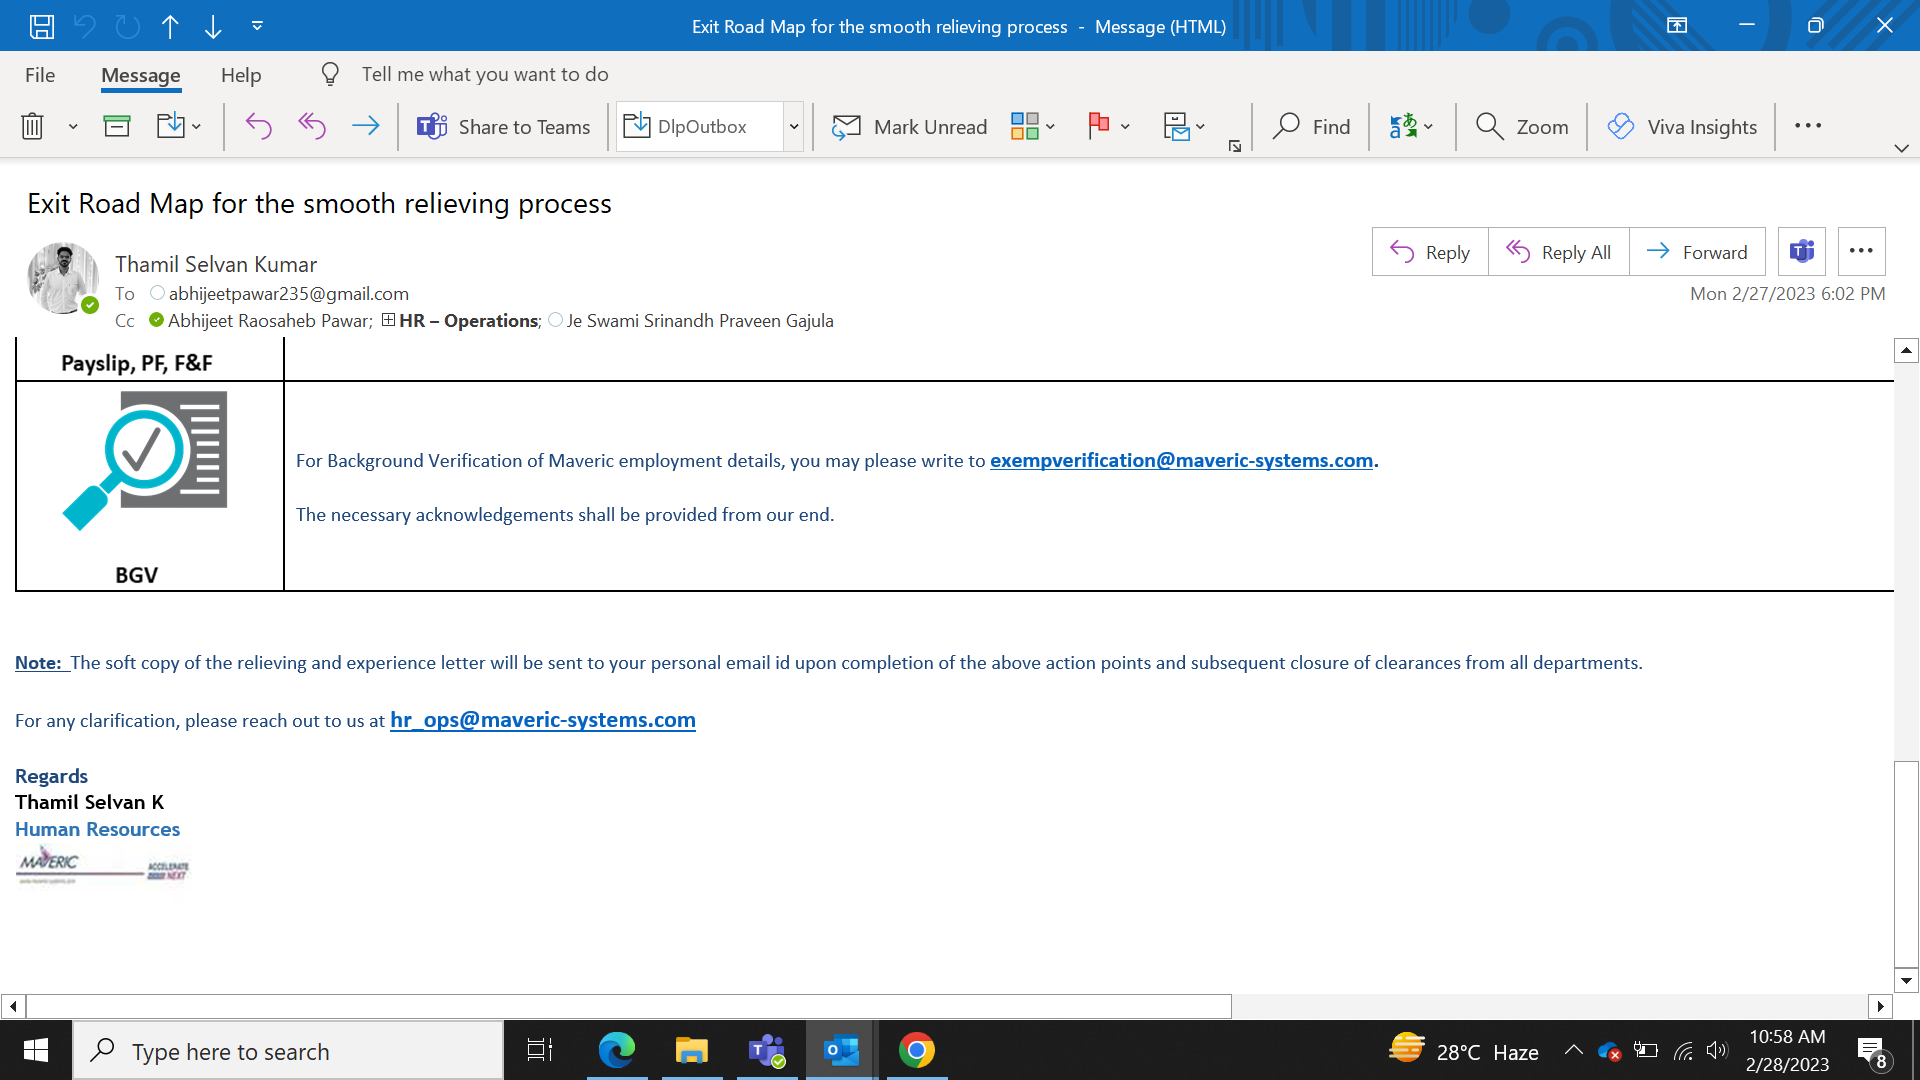 Exit Road Map for the smooth relieving process - Message (HTML)
File Message Help Tell me what you want to do
Share to Teams DlpOutbox Mark Unread Find Zoom Viva Insights
Exit Road Map for the smooth relieving process
Thamil Selvan Kumar
Reply Reply All Forward
To abhijeetpawar235@gmail.com
Mon 2/27/2023 6:02 PM
Cc Abhijeet Raosaheb Pawar; HR – Operations; Je Swami Srinandh Praveen Gajula
Payslip, PF, F&F
For Background Verification of Maveric employment details, you may please write to exempverification@maveric-systems.com.
The necessary acknowledgements shall be provided from our end.
BGV
Note: The soft copy of the relieving and experience letter will be sent to your personal email id upon completion of the above action points and subsequent closure of clearances from all departments.
For any clarification, please reach out to us at hr_ops@maveric-systems.com
Regards
Thamil Selvan K
Human Resources
MAVERIC
ACCELERATE
NEXT
Type here to search
28°C Haze
10:58 AM
2/28/2023
8